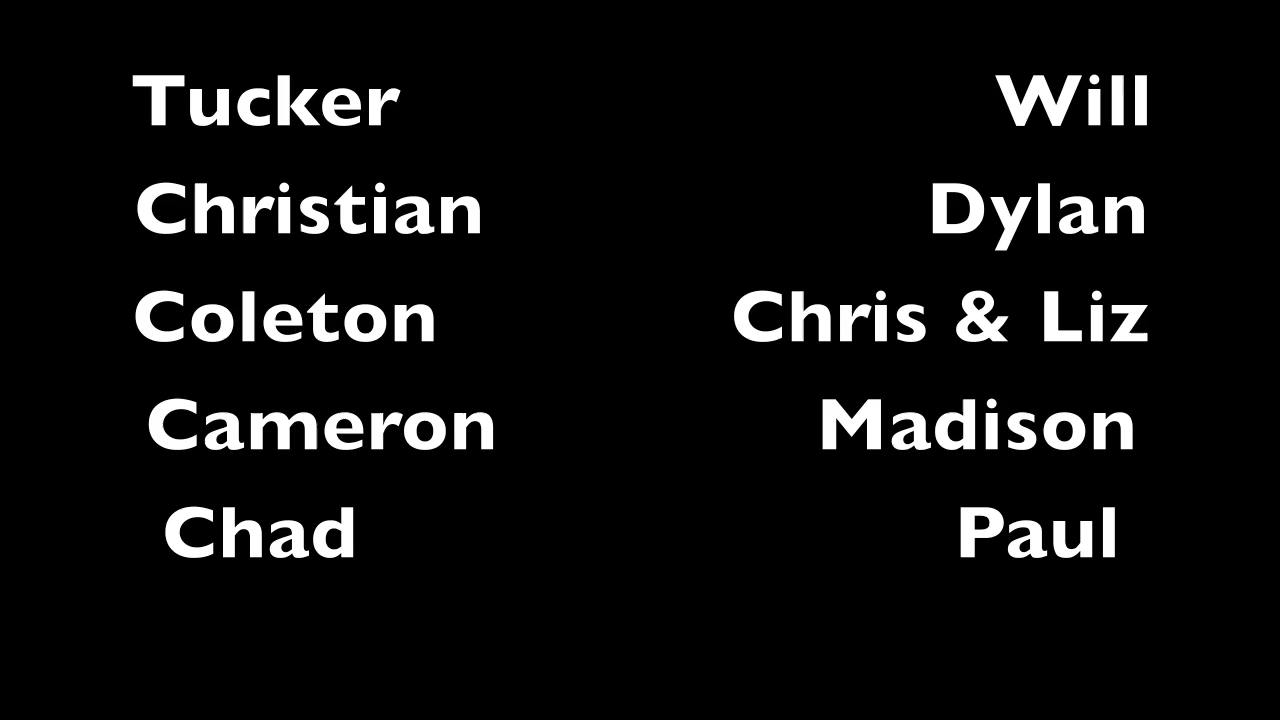 Tucker Will
Christian Dylan
Coleton Chris & Liz
Cameron Madison
Chad Paul